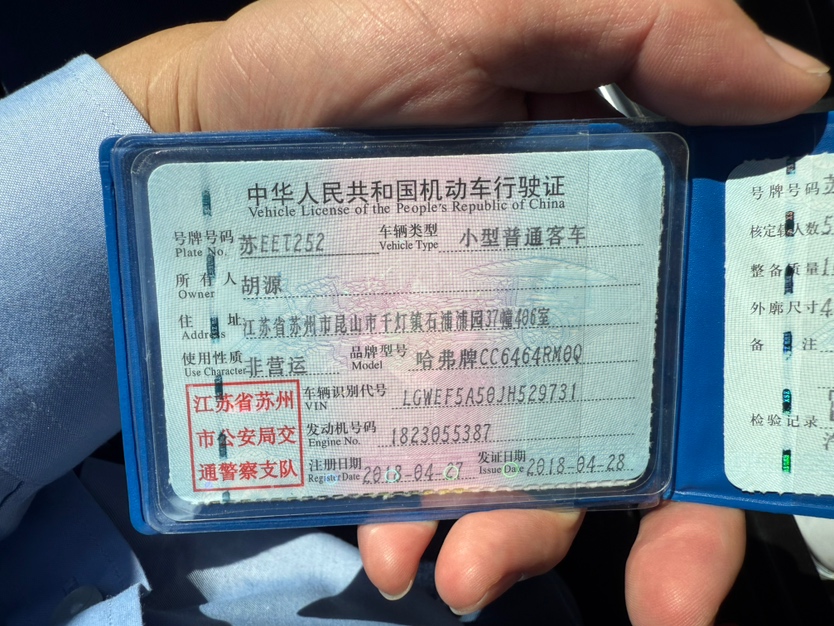 中华人民共和国机动车行驶证
Vehicle License of the People's Republic of China
号牌号码 Plate No. 苏EET252 车辆类型 Vehicle Type 小型普通客车
所有人 Owner 胡源
住址 Address 江苏省苏州市昆山市千灯镇石浦浦园37幢406室
使用性质 Use Character 非营运 品牌型号 Model 哈弗牌CC6464RM0Q
江苏省苏州
市公安局交
通警察支队
车辆识别代号 VIN LGWEF5A50JH529731
发动机号码 Engine No. 1823055387
注册日期 Register Date 2018-04-27 发证日期 Issue Date 2018-04-28
号牌号码 苏
核定载人数 5
整备质量 1
外廓尺寸 4
备注
检验记录